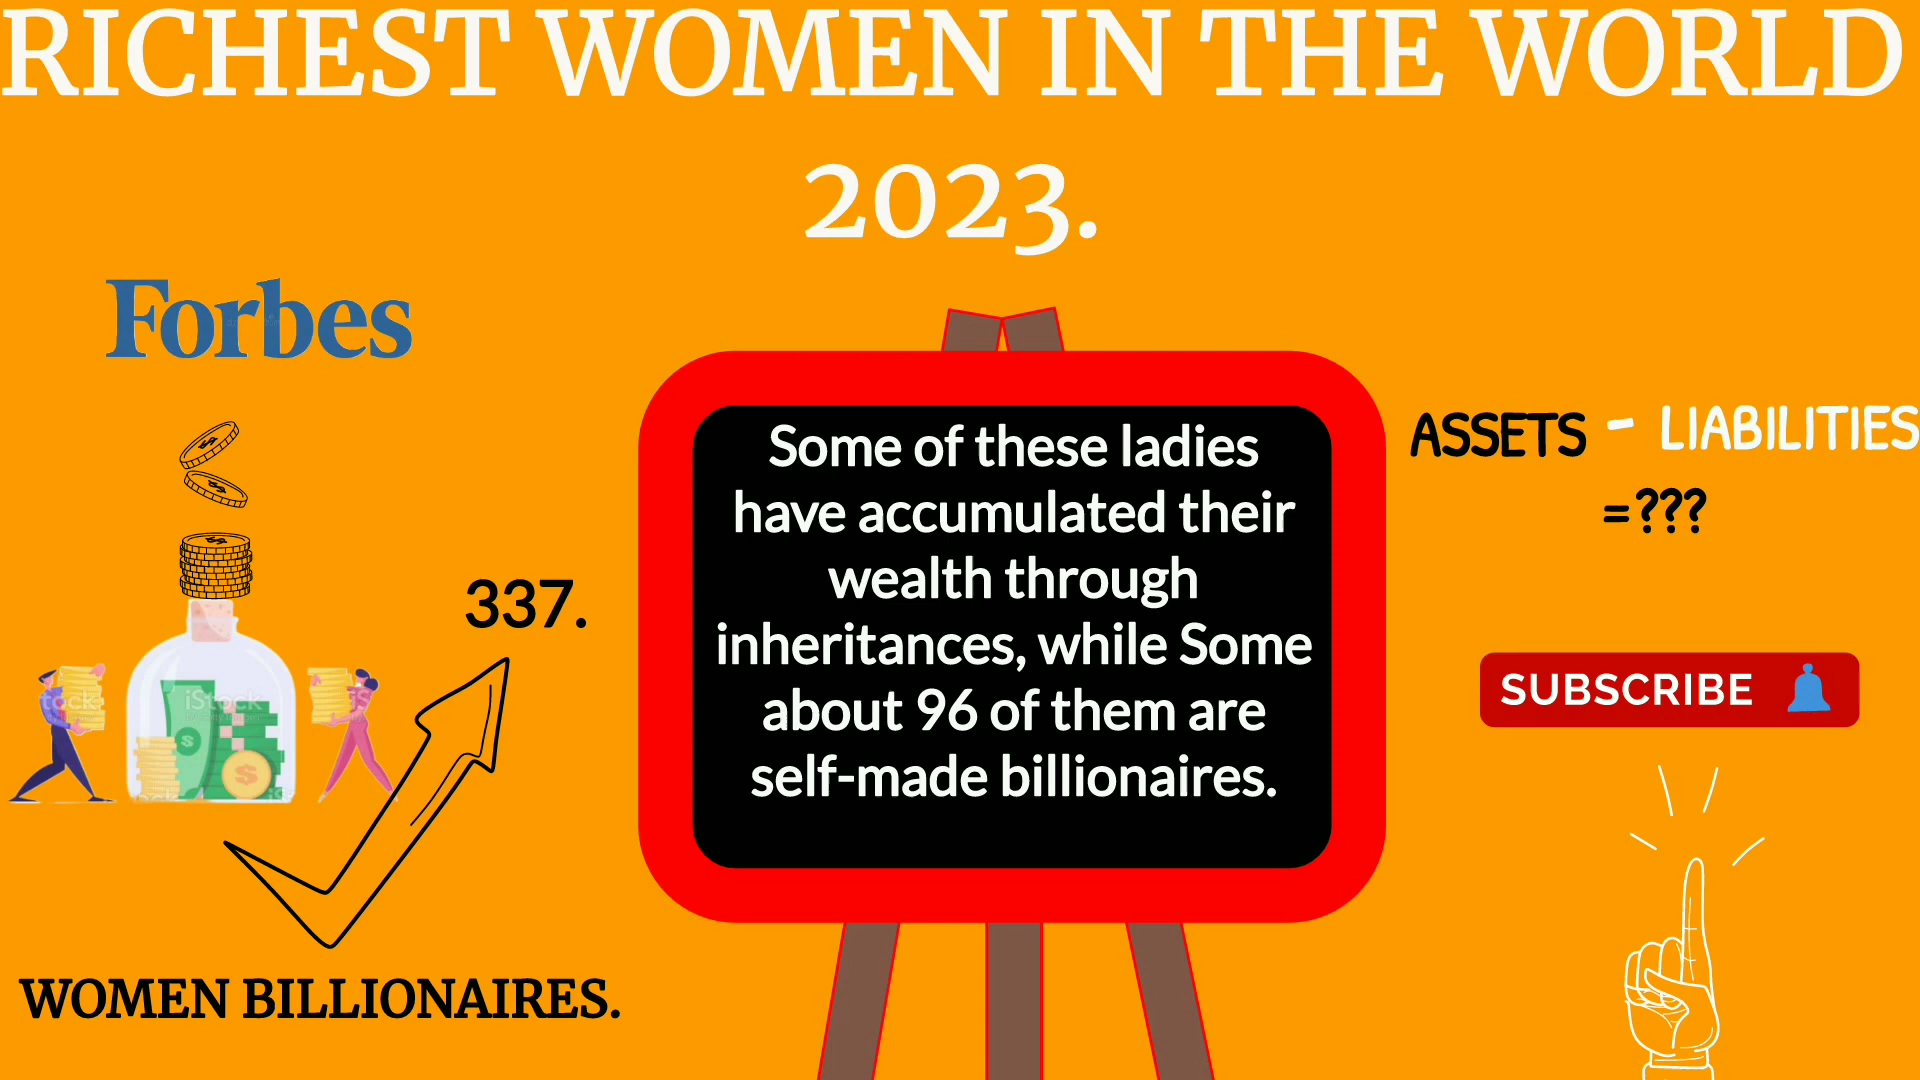 RICHEST WOMEN IN THE WORLD
2023.
Forbes
337.
iStock
WOMEN BILLIONAIRES.
Some of these ladies
have accumulated their
wealth through
inheritances, while Some
about 96 of them are
self-made billionaires.
ASSETS - LIABILITIES
=???
SUBSCRIBE